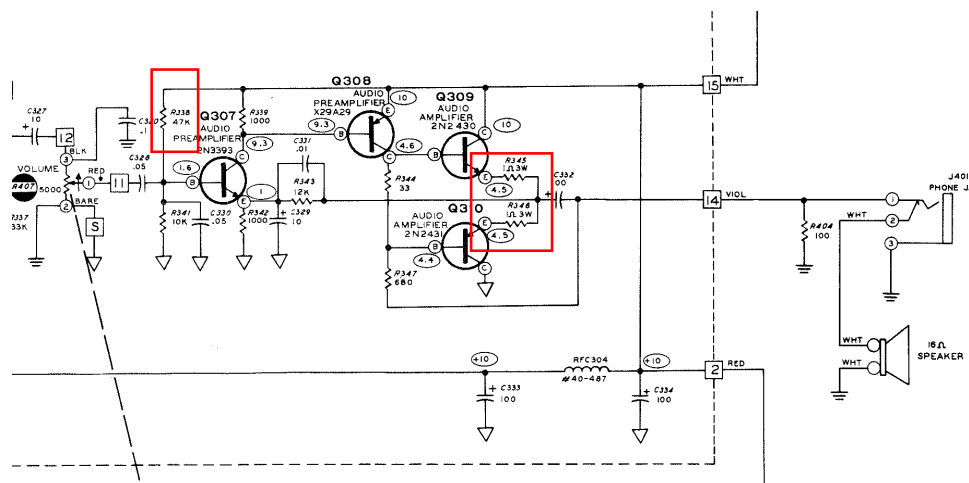 15
WHT
Q308
AUDIO
PREAMPLIFIER
X29A29
10
E
B
C
9.3
4.6
Q309
AUDIO
AMPLIFIER
2N2430
10
C
B
E
4.5
R338
47K
Q307
AUDIO
PREAMPLIFIER
2N3393
9.3
C
B
E
1.6
1
R339
1000
C327
10
+
12
BLK
3
C328
.05
VOLUME
R407
5000
RED
1
11
2
BARE
S
33K
R341
10K
C330
.05
R342
1000
+
C329
10
C331
.01
R343
12K
R344
33
R345
1Ω3W
R346
1Ω 3W
C332
+
Q310
AUDIO
AMPLIFIER
2N2431
E
B
C
4.5
4.4
R347
680
14
VIOL
R404
100
J401
PHONE J
1
2
3
WHT
WHT
WHT
16Ω
SPEAKER
+10
RFC304
#40-487
+10
2
RED
+
C333
100
+
C334
100